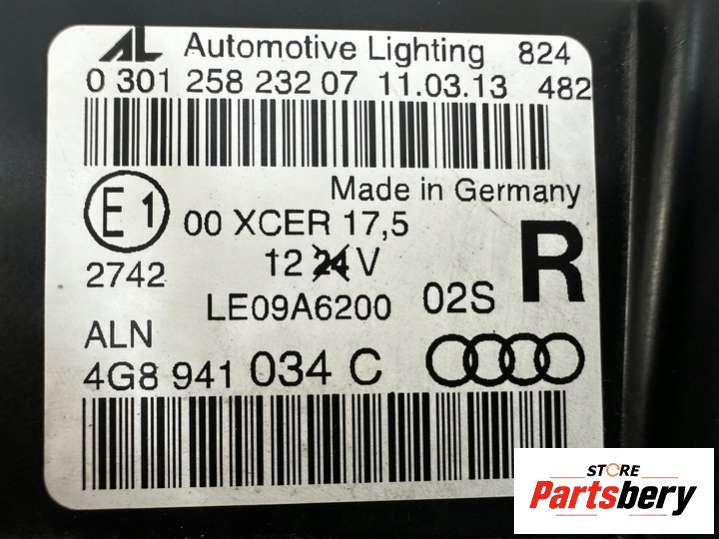 AL Automotive Lighting 824
0 301 258 232 07 11.03.13 482
Made in Germany
E1 00 XCER 17,5
2742 12 24 V
LE09A6200 02S R
ALN
4G8 941 034 C
STORE
Partsbery